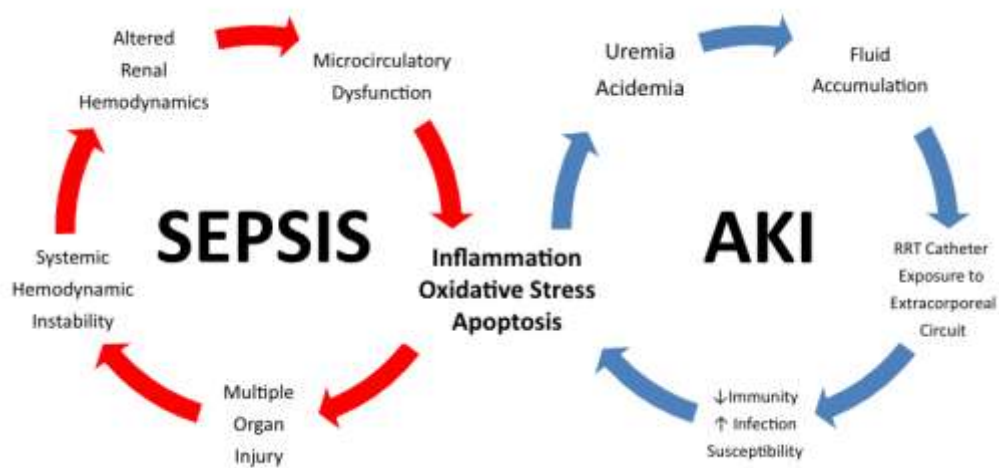 Altered
Renal
Hemodynamics
Microcirculatory
Dysfunction
SEPSIS
Systemic
Hemodynamic
Instability
Multiple
Organ
Injury
Inflammation
Oxidative Stress
Apoptosis
Uremia
Acidemia
Fluid
Accumulation
AKI
RRT Catheter
Exposure to
Extracorporeal
Circuit
↓Immunity
↑ Infection
Susceptibility